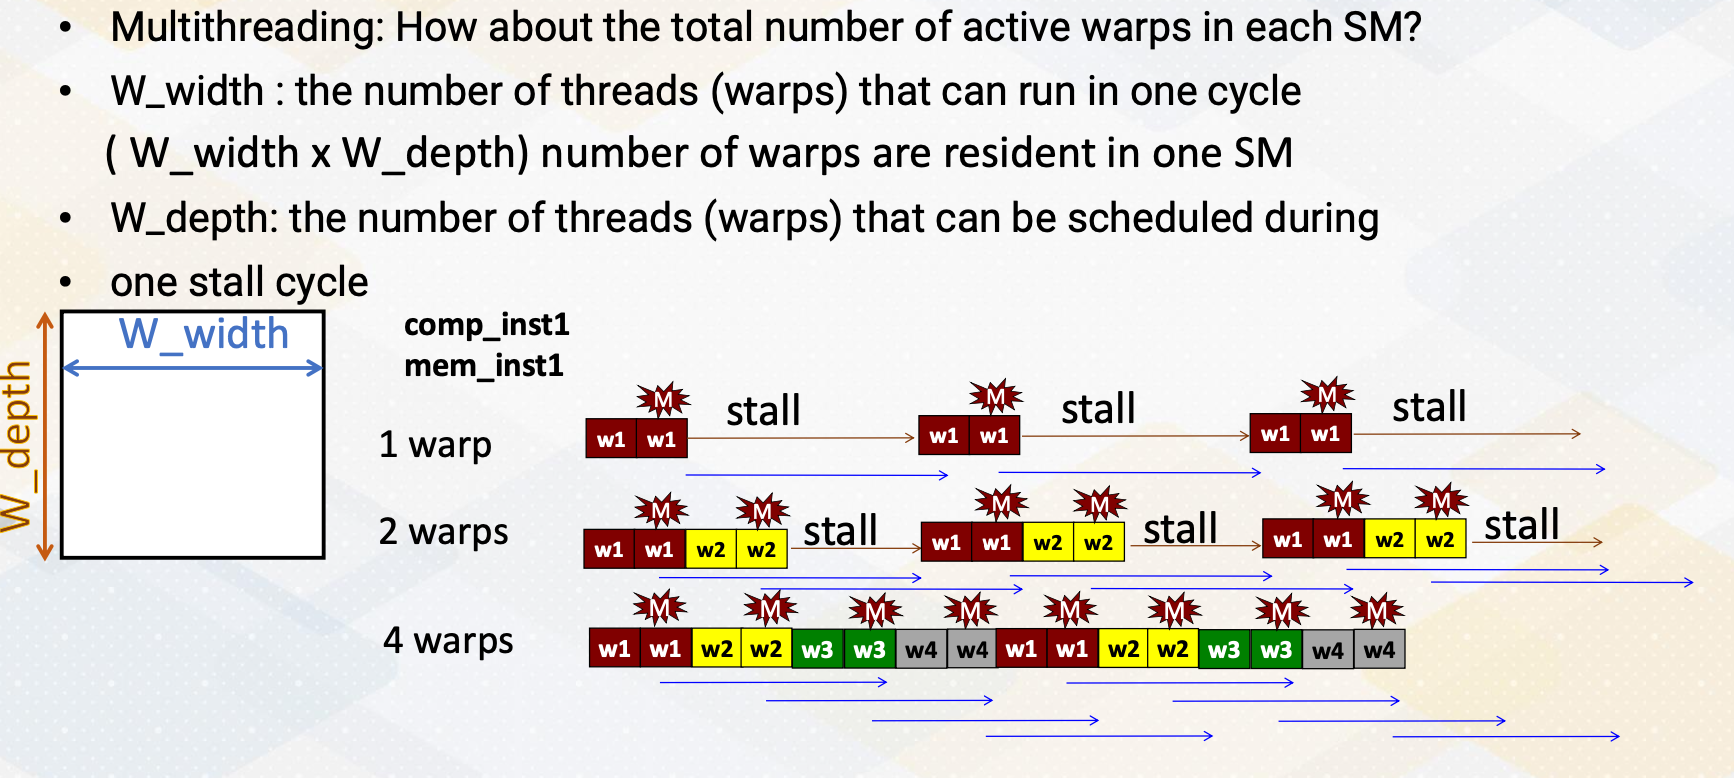 • Multithreading: How about the total number of active warps in each SM?
• W_width : the number of threads (warps) that can run in one cycle
( W_width x W_depth) number of warps are resident in one SM
• W_depth: the number of threads (warps) that can be scheduled during
• one stall cycle
W_width
W_depth
comp_inst1
mem_inst1
M M M
stall stall stall
1 warp w1 w1 w1 w1 w1 w1
M M M M M M
2 warps w1 w1 w2 w2 stall w1 w1 w2 w2 stall w1 w1 w2 w2 stall
M M M M M M M M
4 warps w1 w1 w2 w2 w3 w3 w4 w4 w1 w1 w2 w2 w3 w3 w4 w4